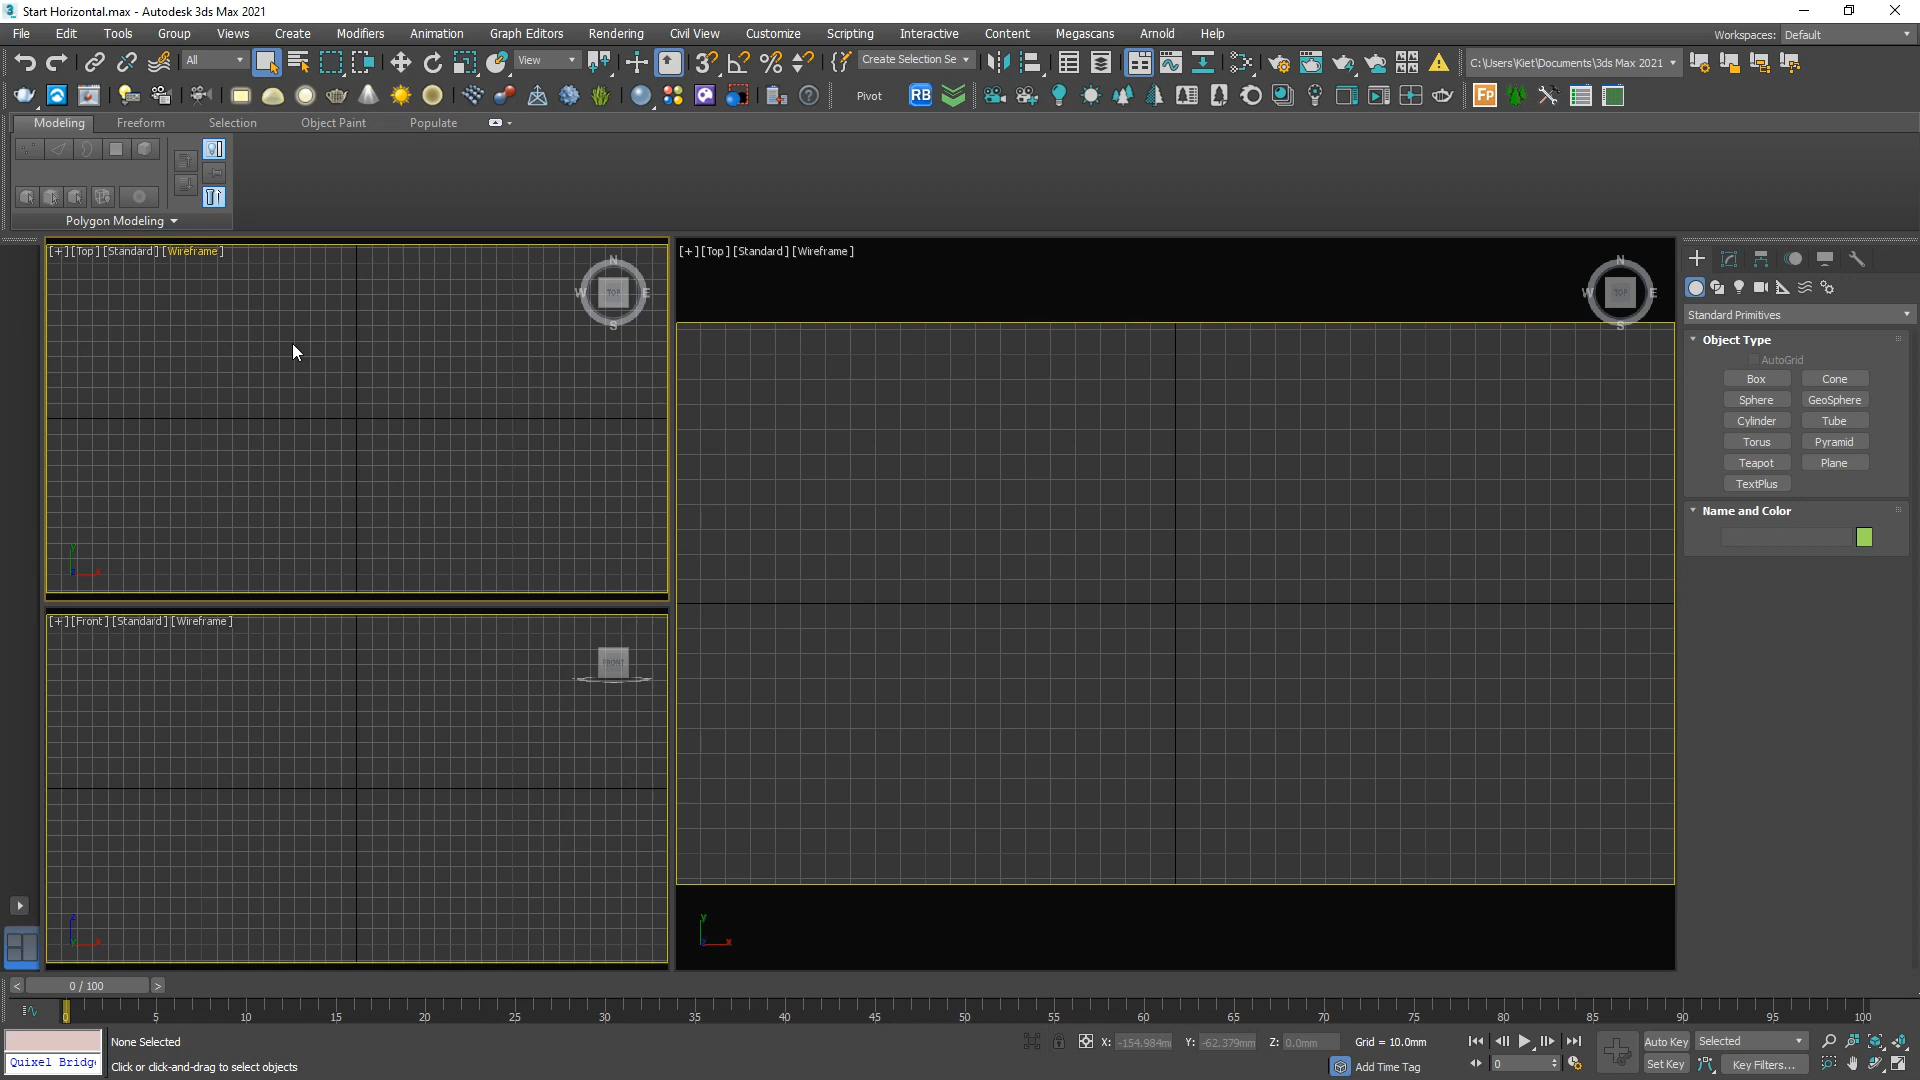 Start Horizontal.max - Autodesk 3ds Max 2021
File Edit Tools Group Views Create Modifiers Animation Graph Editors Rendering Civil View Customize Scripting Interactive Content Megascans Arnold Help Workspaces: Default
All View Create Selection Se C:\Users\Kiet\Documents\3ds Max 2021
Pivot RB Fp
Modeling Freeform Selection Object Paint Populate
Polygon Modeling
[+] [Top] [Standard] [Wireframe]
N
W TOP E
S
y
z x
[+] [Front] [Standard] [Wireframe]
FRONT
z
y x
[+] [Top] [Standard] [Wireframe]
N
W TOP E
S
y
z x
Standard Primitives
Object Type
AutoGrid
Box Cone
Sphere GeoSphere
Cylinder Tube
Torus Pyramid
Teapot Plane
TextPlus
Name and Color
< 0 / 100 >
0 5 10 15 20 25 30 35 40 45 50 55 60 65 70 75 80 85 90 95 100
None Selected X: -154.984m Y: -62.379mm Z: 0.0mm Grid = 10.0mm Auto Key Selected
Quixel Bridg Click or click-and-drag to select objects Add Time Tag 0 Set Key Key Filters...